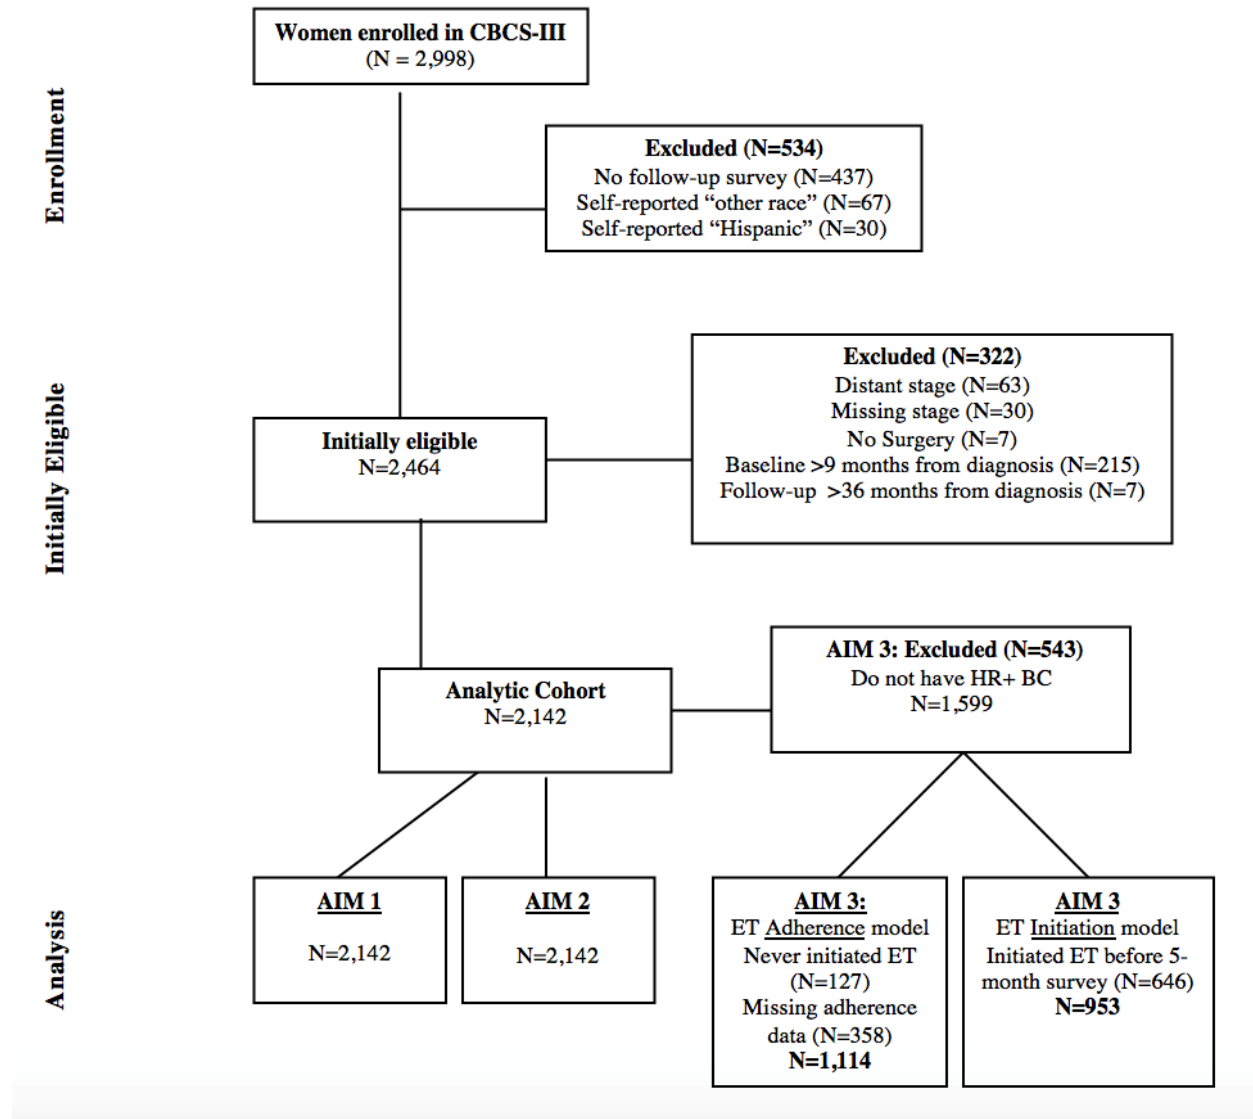 Women enrolled in CBCS-III
(N = 2,998)
Enrollment
Excluded (N=534)
No follow-up survey (N=437)
Self-reported “other race” (N=67)
Self-reported “Hispanic” (N=30)
Initially Eligible
Initially eligible
N=2,464
Excluded (N=322)
Distant stage (N=63)
Missing stage (N=30)
No Surgery (N=7)
Baseline >9 months from diagnosis (N=215)
Follow-up >36 months from diagnosis (N=7)
Analytic Cohort
N=2,142
AIM 3: Excluded (N=543)
Do not have HR+ BC
N=1,599
Analysis
AIM 1
N=2,142
AIM 2
N=2,142
AIM 3:
ET Adherence model
Never initiated ET
(N=127)
Missing adherence
data (N=358)
N=1,114
AIM 3
ET Initiation model
Initiated ET before 5-
month survey (N=646)
N=953